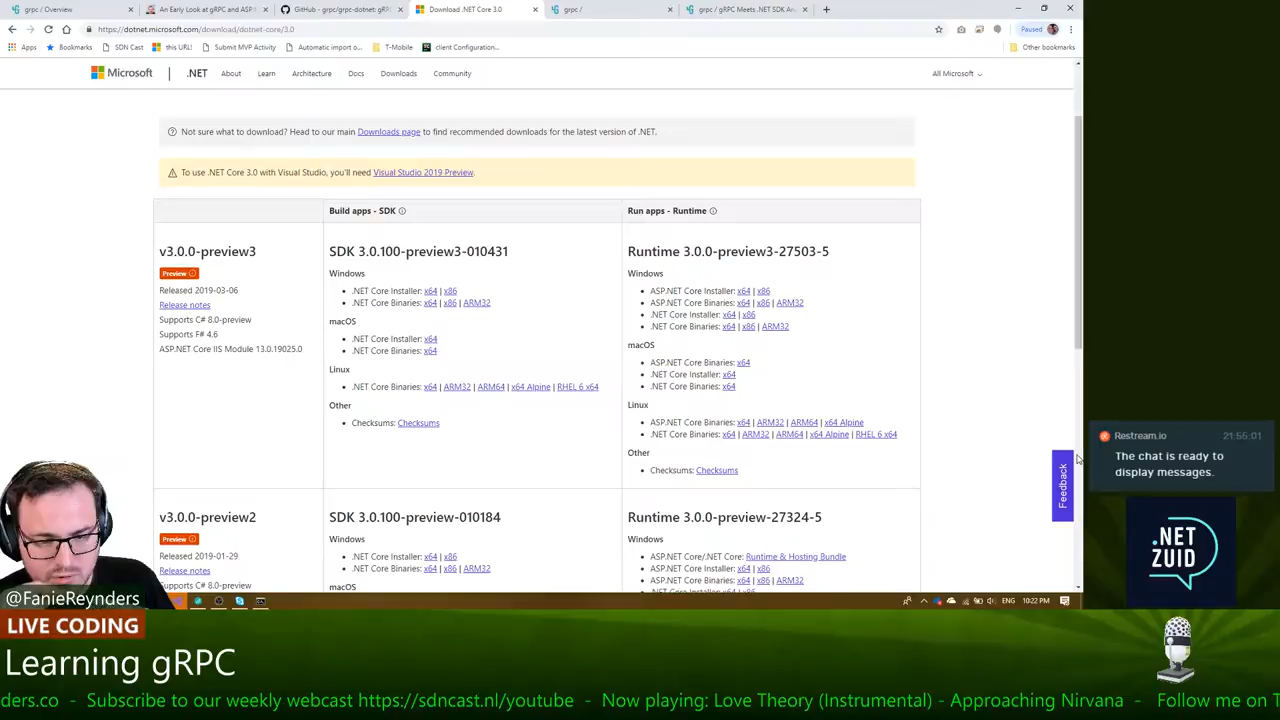 grpc / Overview
An Early Look at gRPC and ASP
GitHub - grpc/grpc-dotnet: gRPC
Download .NET Core 3.0
grpc /
grpc / gRPC Meets .NET SDK An
https://dotnet.microsoft.com/download/dotnet-core/3.0
Paused
Apps
Bookmarks
SDN Cast
this URL!
Submit MVP Activity
Automatic import o...
T-Mobile
client Configuration...
Other bookmarks
Microsoft
.NET
About
Learn
Architecture
Docs
Downloads
Community
All Microsoft
Not sure what to download? Head to our main Downloads page to find recommended downloads for the latest version of .NET.
To use .NET Core 3.0 with Visual Studio, you'll need Visual Studio 2019 Preview.
Build apps - SDK
Run apps - Runtime
v3.0.0-preview3
Preview
Released 2019-03-06
Release notes
Supports C# 8.0-preview
Supports F# 4.6
ASP.NET Core IIS Module 13.0.19025.0
SDK 3.0.100-preview3-010431
Windows
• .NET Core Installer: x64 | x86
• .NET Core Binaries: x64 | x86 | ARM32
macOS
• .NET Core Installer: x64
• .NET Core Binaries: x64
Linux
• .NET Core Binaries: x64 | ARM32 | ARM64 | x64 Alpine | RHEL 6 x64
Other
• Checksums: Checksums
Runtime 3.0.0-preview3-27503-5
Windows
• ASP.NET Core Installer: x64 | x86
• ASP.NET Core Binaries: x64 | x86 | ARM32
• .NET Core Installer: x64 | x86
• .NET Core Binaries: x64 | x86 | ARM32
macOS
• ASP.NET Core Binaries: x64
• .NET Core Installer: x64
• .NET Core Binaries: x64
Linux
• ASP.NET Core Binaries: x64 | ARM32 | ARM64 | x64 Alpine
• .NET Core Binaries: x64 | ARM32 | ARM64 | x64 Alpine | RHEL 6 x64
Other
• Checksums: Checksums
v3.0.0-preview2
Preview
Released 2019-01-29
Release notes
Supports C# 8.0-preview
SDK 3.0.100-preview-010184
Windows
• .NET Core Installer: x64 | x86
• .NET Core Binaries: x64 | x86 | ARM32
macOS
Runtime 3.0.0-preview-27324-5
Windows
• ASP.NET Core/.NET Core: Runtime & Hosting Bundle
• ASP.NET Core Installer: x64 | x86
• ASP.NET Core Binaries: x64 | x86 | ARM32
Feedback
ENG
10:22 PM
Restream.io
21:55:01
The chat is ready to
display messages.
.NET
ZUID
@FanieReynders
LIVE CODING
Learning gRPC
ders.co - Subscribe to our weekly webcast https://sdncast.nl/youtube - Now playing: Love Theory (Instrumental) - Approaching Nirvana - Follow me on T